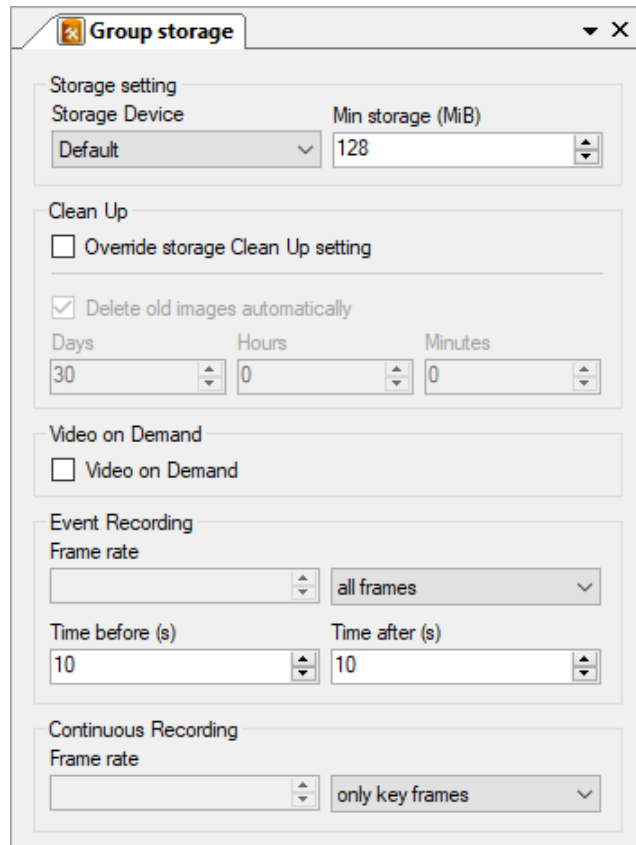 Group storage
Storage setting
Storage Device Min storage (MiB)
Default 128
Clean Up
Override storage Clean Up setting
Delete old images automatically
Days Hours Minutes
30 0 0
Video on Demand
Video on Demand
Event Recording
Frame rate
all frames
Time before (s) Time after (s)
10 10
Continuous Recording
Frame rate
only key frames